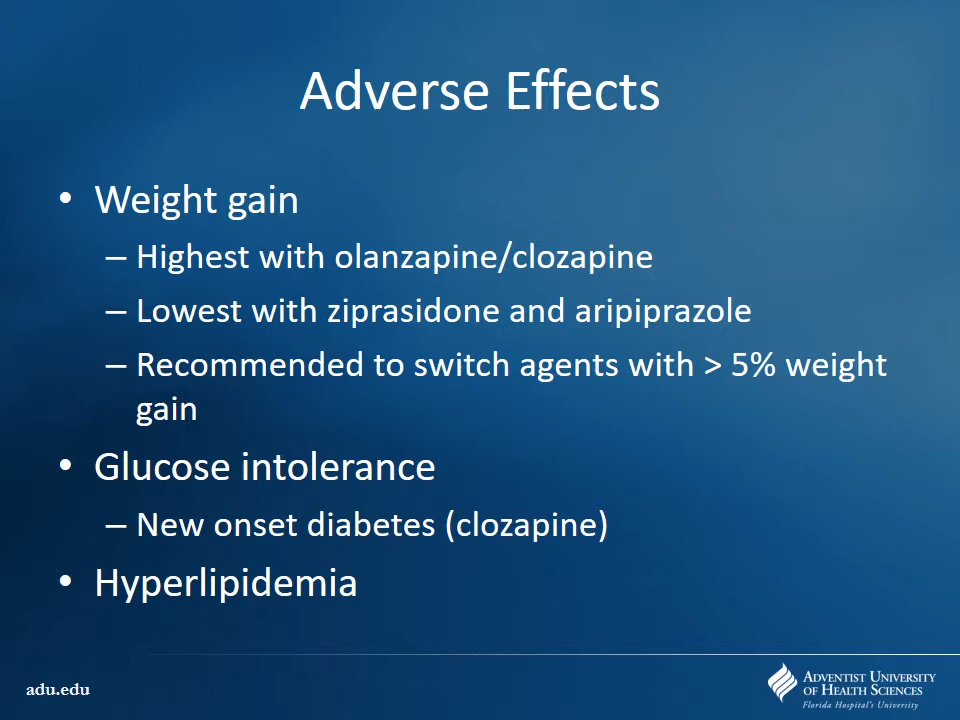 Adverse Effects
• Weight gain
– Highest with olanzapine/clozapine
– Lowest with ziprasidone and aripiprazole
– Recommended to switch agents with > 5% weight
gain
• Glucose intolerance
– New onset diabetes (clozapine)
• Hyperlipidemia
adu.edu
ADVENTIST UNIVERSITY
OF HEALTH SCIENCES
Florida Hospital's University